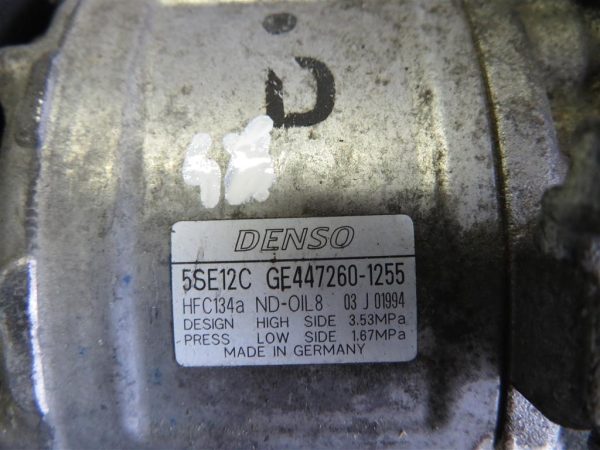 D
DENSO
5SE12C GE447260-1255
HFC134a ND-OIL8 03 J 01994
DESIGN HIGH SIDE 3.53MPa
PRESS LOW SIDE 1.67MPa
MADE IN GERMANY